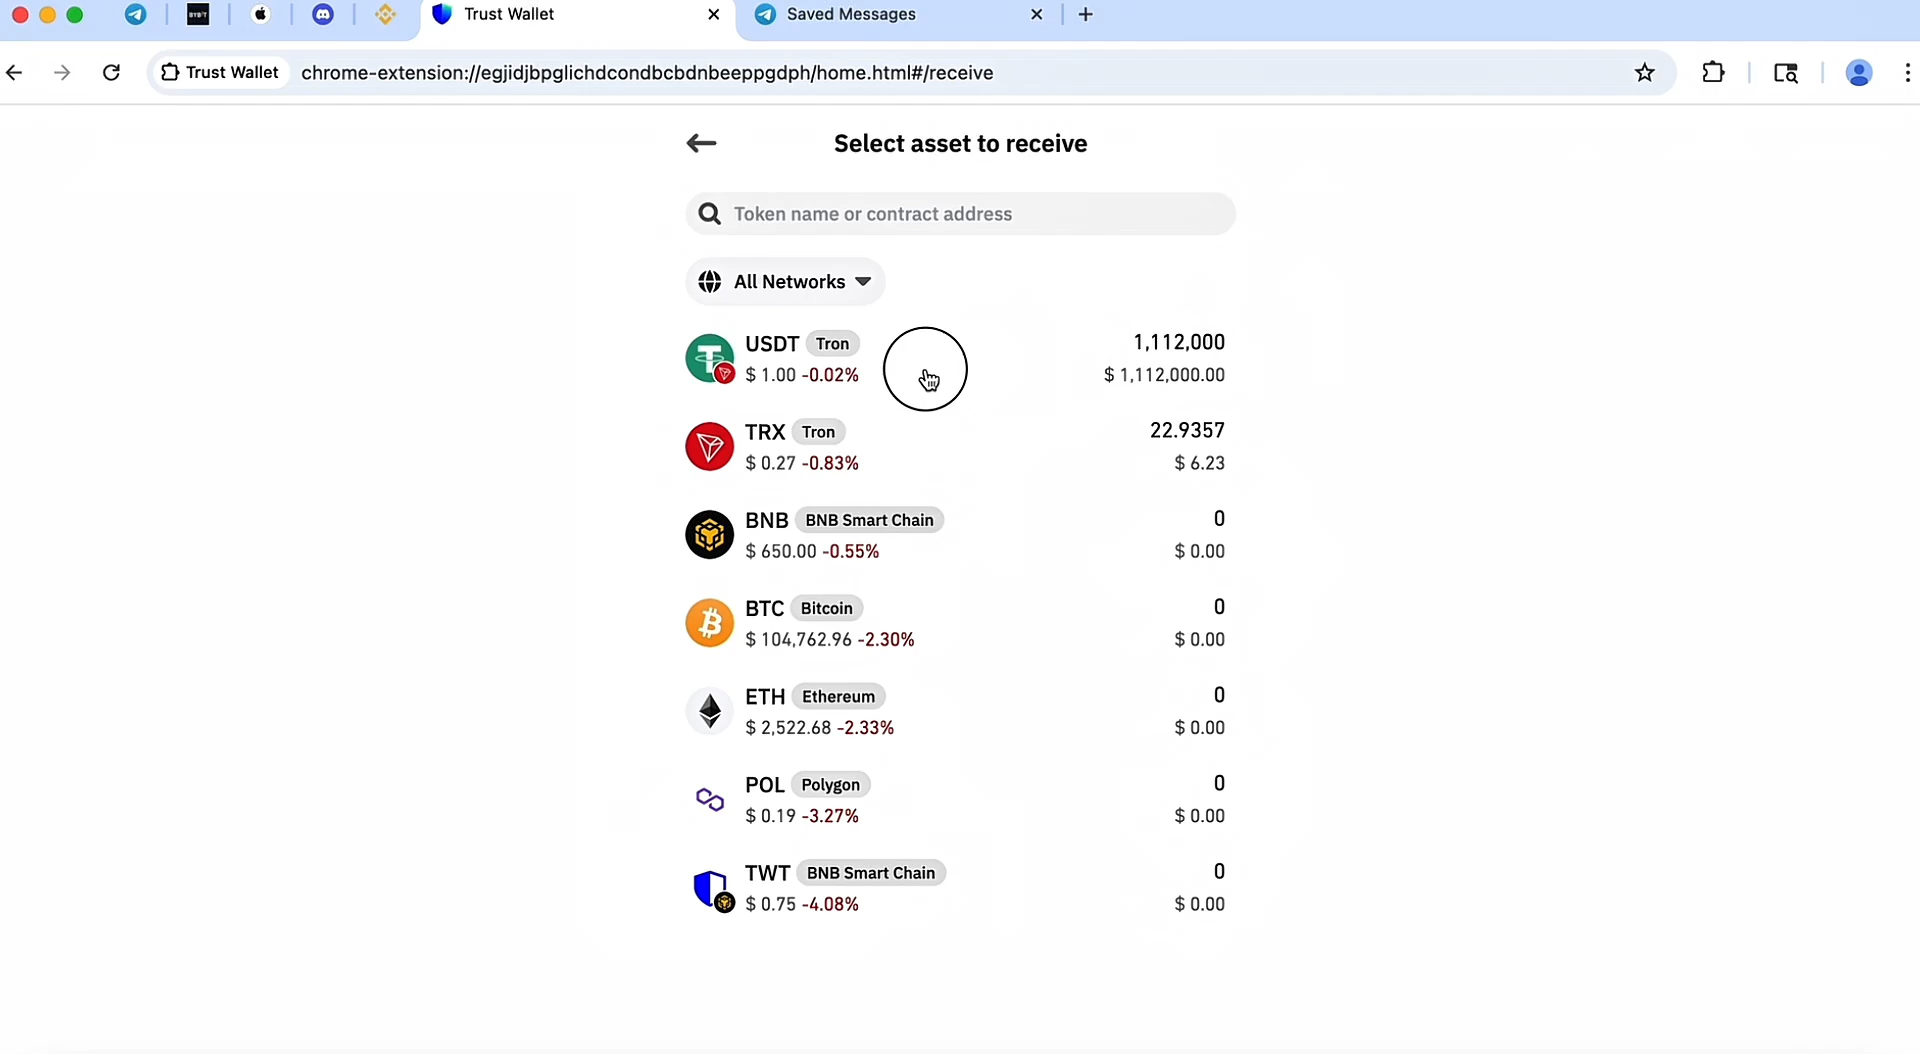 Trust Wallet
Saved Messages
Trust Wallet
chrome-extension://egjidjbpglichdcondbcbdnbeeppgdph/home.html#/receive
Select asset to receive
Token name or contract address
All Networks
USDT Tron 1,112,000
$ 1.00 -0.02% $ 1,112,000.00
TRX Tron 22.9357
$ 0.27 -0.83% $ 6.23
BNB BNB Smart Chain 0
$ 650.00 -0.55% $ 0.00
BTC Bitcoin 0
$ 104,762.96 -2.30% $ 0.00
ETH Ethereum 0
$ 2,522.68 -2.33% $ 0.00
POL Polygon 0
$ 0.19 -3.27% $ 0.00
TWT BNB Smart Chain 0
$ 0.75 -4.08% $ 0.00